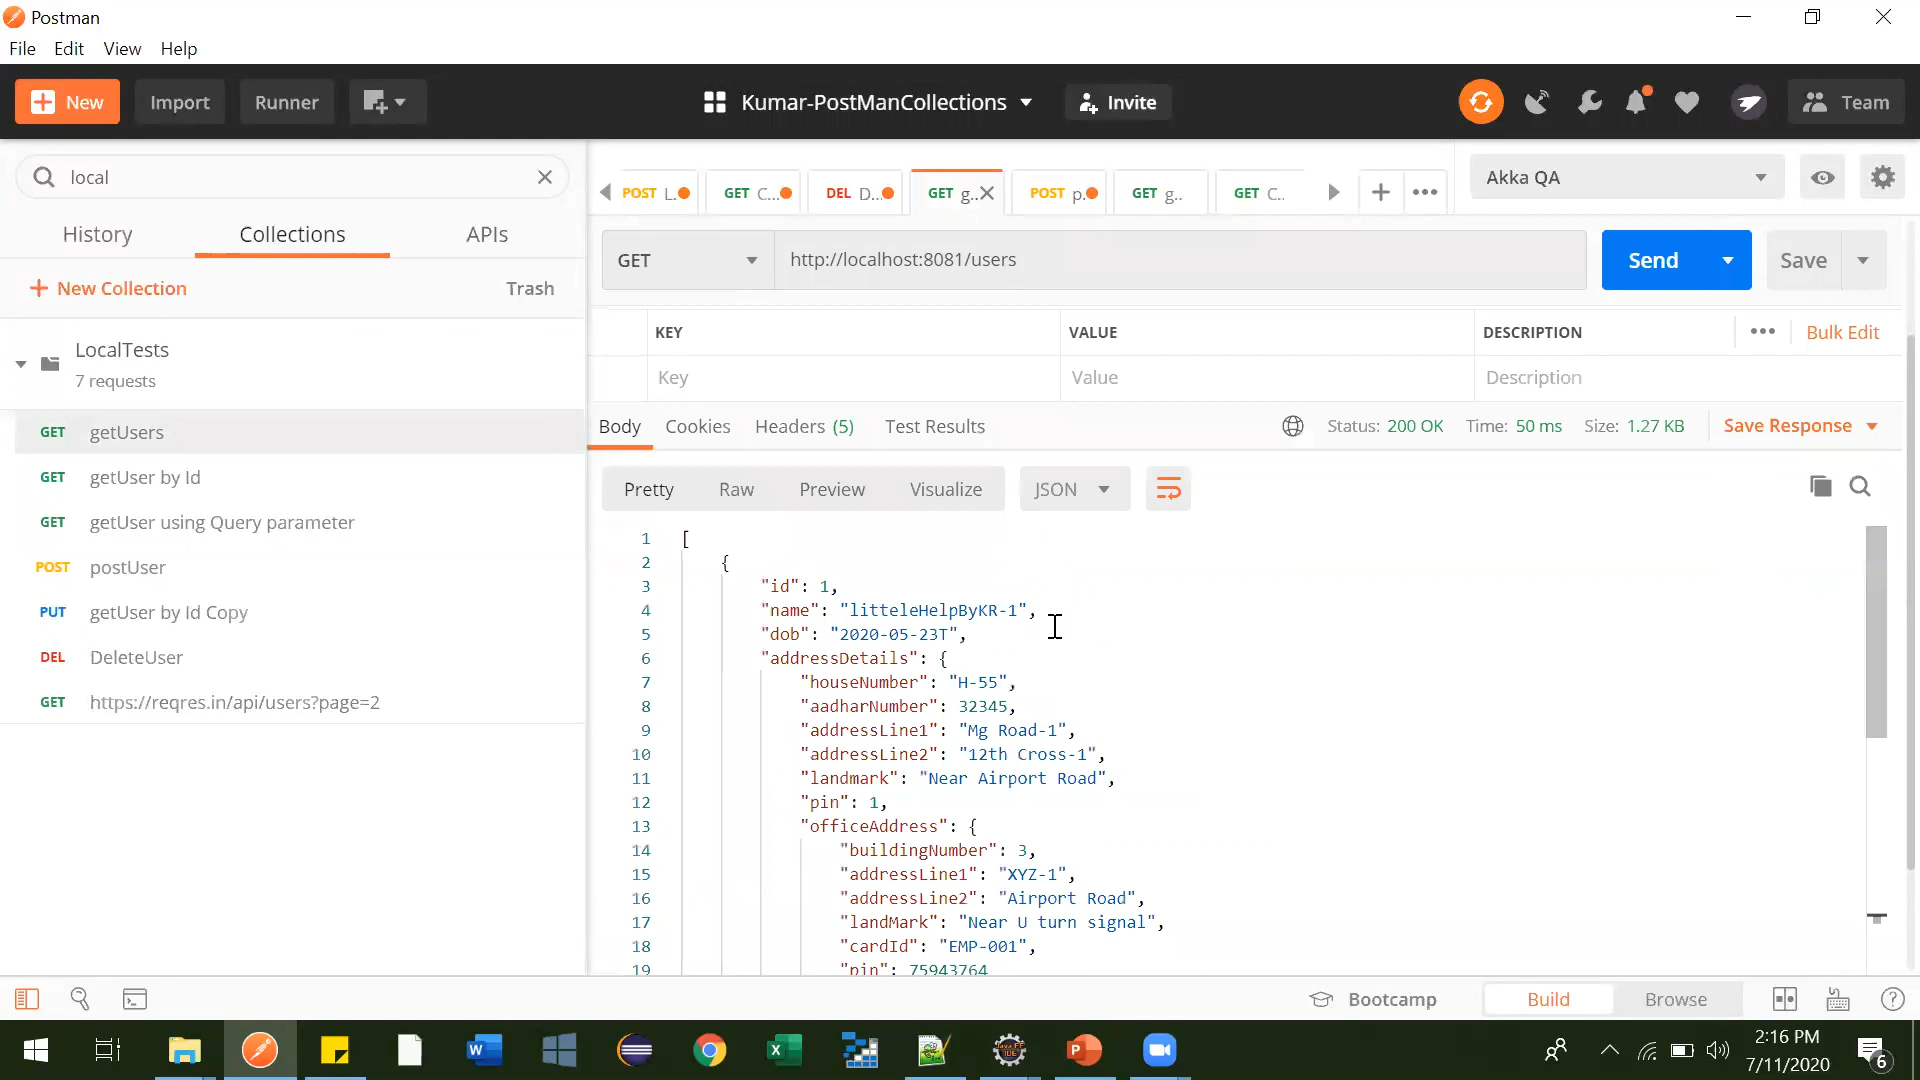 Postman
File Edit View Help
New Import Runner Kumar-PostManCollections Invite Team
local
History Collections APIs
New Collection Trash
LocalTests
7 requests
GET getUsers
GET getUser by Id
GET getUser using Query parameter
POST postUser
PUT getUser by Id Copy
DEL DeleteUser
GET https://reqres.in/api/users?page=2
POST L. GET C... DEL D... GET g.. POST p. GET g.. GET C..
Akka QA
GET http://localhost:8081/users Send Save
KEY VALUE DESCRIPTION Bulk Edit
Key Value Description
Body Cookies Headers (5) Test Results Status: 200 OK Time: 50 ms Size: 1.27 KB Save Response
Pretty Raw Preview Visualize JSON
1 [
2 {
3 "id": 1,
4 "name": "litteleHelpByKR-1",
5 "dob": "2020-05-23T",
6 "addressDetails": {
7 "houseNumber": "H-55",
8 "aadharNumber": 32345,
9 "addressLine1": "Mg Road-1",
10 "addressLine2": "12th Cross-1",
11 "landmark": "Near Airport Road",
12 "pin": 1,
13 "officeAddress": {
14 "buildingNumber": 3,
15 "addressLine1": "XYZ-1",
16 "addressLine2": "Airport Road",
17 "landMark": "Near U turn signal",
18 "cardId": "EMP-001",
19 "pin": 75943764
Bootcamp Build Browse
2:16 PM
7/11/2020
6